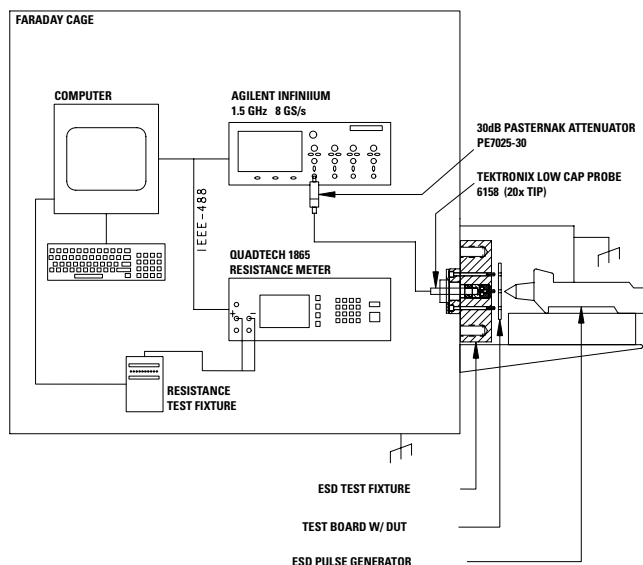 FARADAY CAGE
COMPUTER
AGILENT INFINIIUM
1.5 GHz 8 GS/s
30dB PASTERNAK ATTENUATOR
PE7025-30
TEKTRONIX LOW CAP PROBE
6158 (20x TIP)
IEEE-488
QUADTECH 1865
RESISTANCE METER
+ –
RESISTANCE
TEST FIXTURE
ESD TEST FIXTURE
TEST BOARD W/ DUT
ESD PULSE GENERATOR